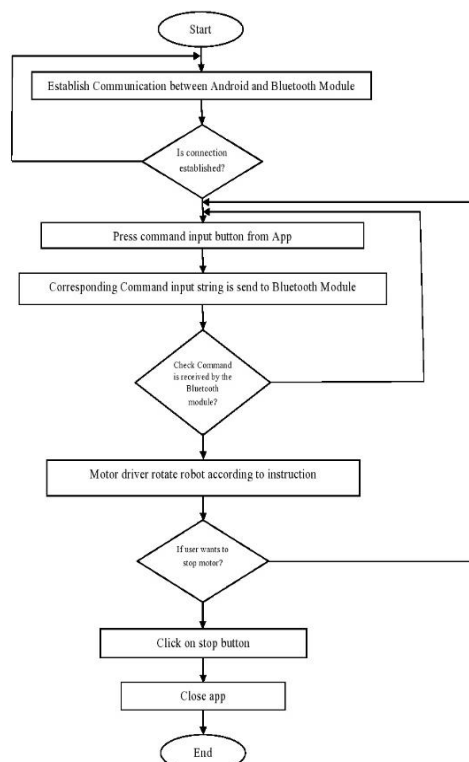 Start
Establish Communication between Android and Bluetooth Module
Is connection
established?
Press command input button from App
Corresponding Command input string is send to Bluetooth Module
Check Command
is received by the
Bluetooth
module?
Motor driver rotate robot according to instruction
If user wants to
stop motor?
Click on stop button
Close app
End